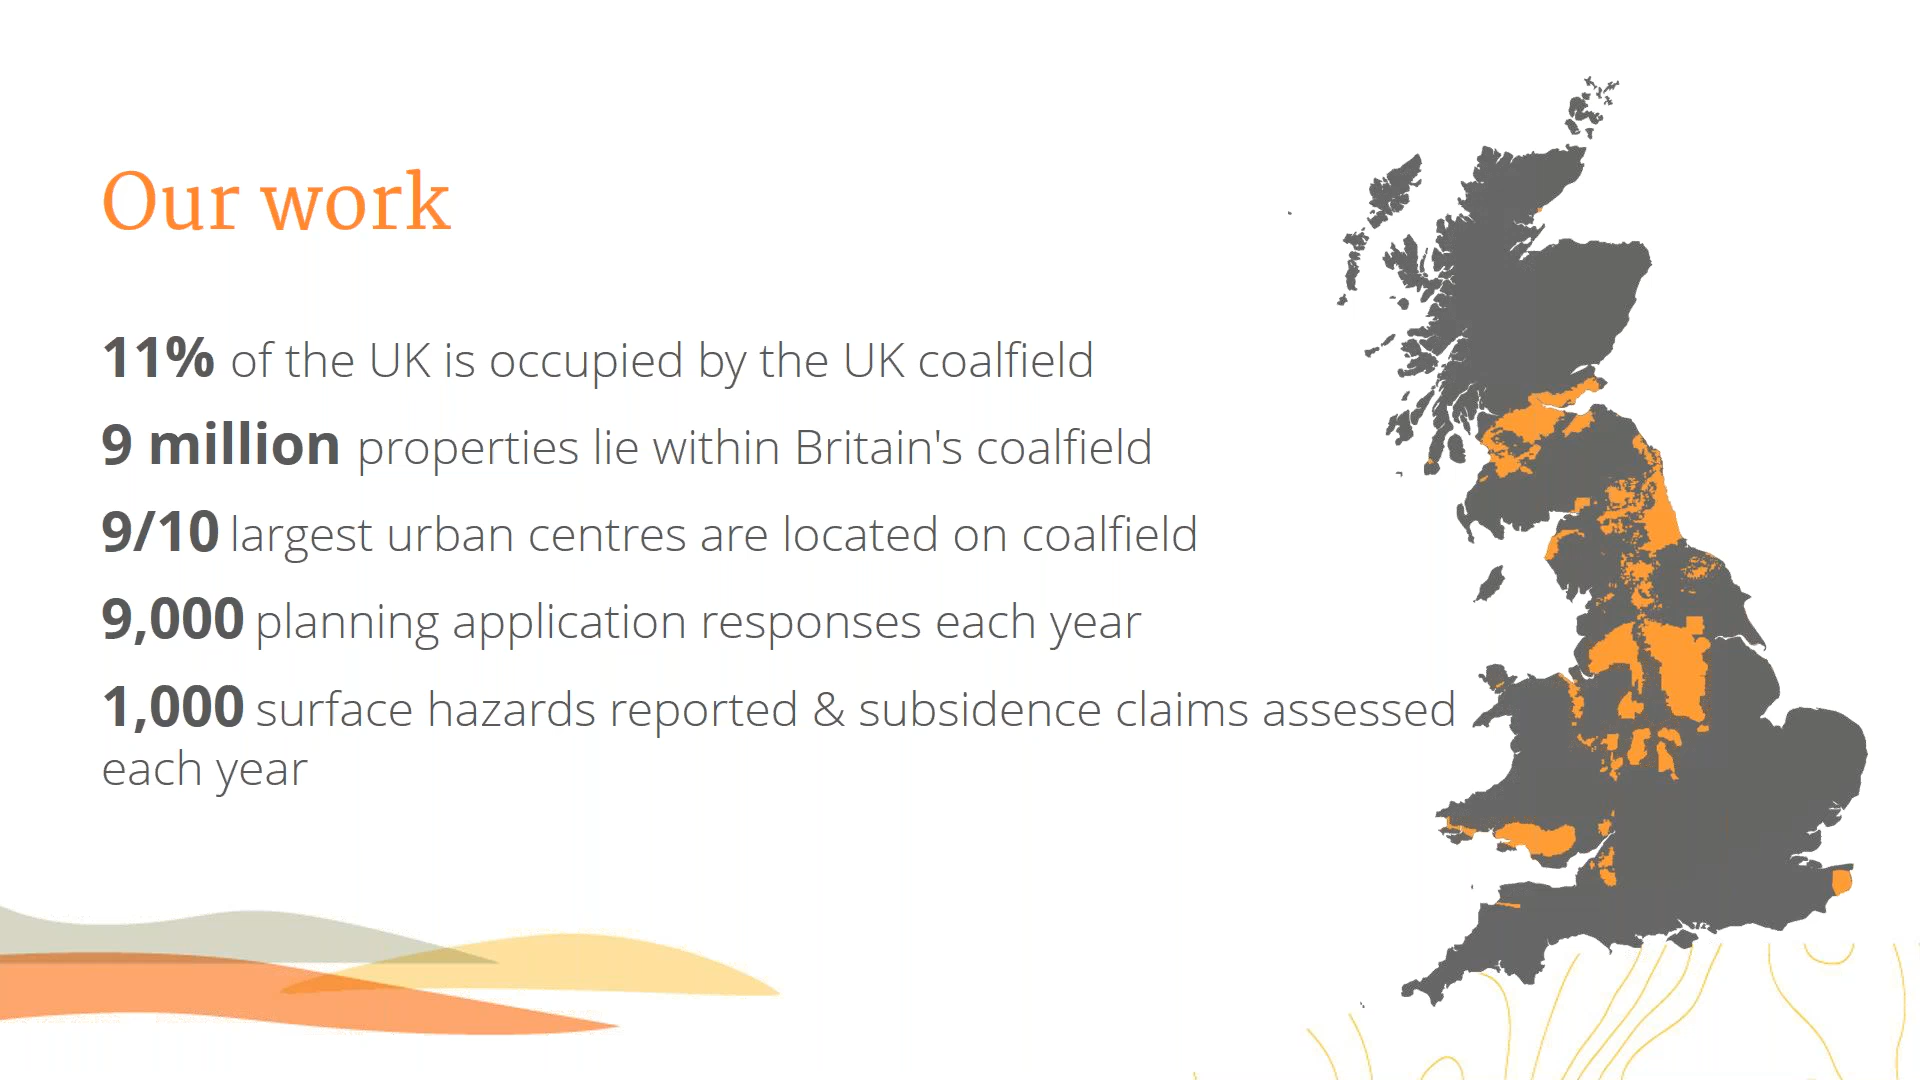 Our work
11% of the UK is occupied by the UK coalfield
9 million properties lie within Britain's coalfield
9/10 largest urban centres are located on coalfield
9,000 planning application responses each year
1,000 surface hazards reported & subsidence claims assessed
each year